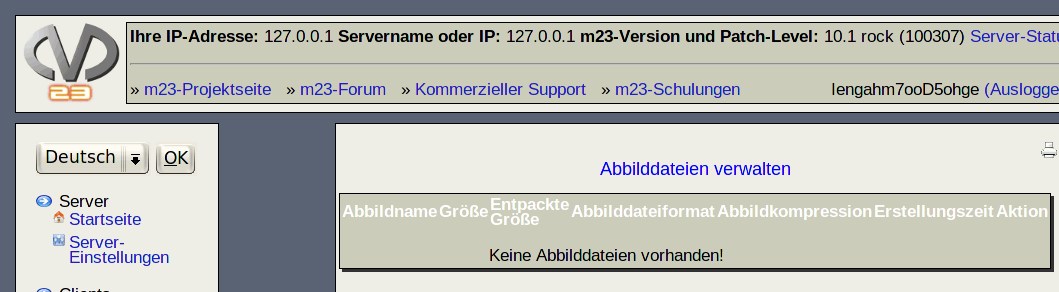 Ihre IP-Adresse: 127.0.0.1 Servername oder IP: 127.0.0.1 m23-Version und Patch-Level: 10.1 rock (100307) Server-Statu
» m23-Projektseite » m23-Forum » Kommerzieller Support » m23-Schulungen Iengahm7ooD5ohge (Auslogge
23
Deutsch OK
Server
Startseite
Server-
Einstellungen
Clients
Abbilddateien verwalten
Abbildname Größe Entpackte Größe Abbilddateiformat Abbildkompression Erstellungszeit Aktion
Keine Abbilddateien vorhanden!